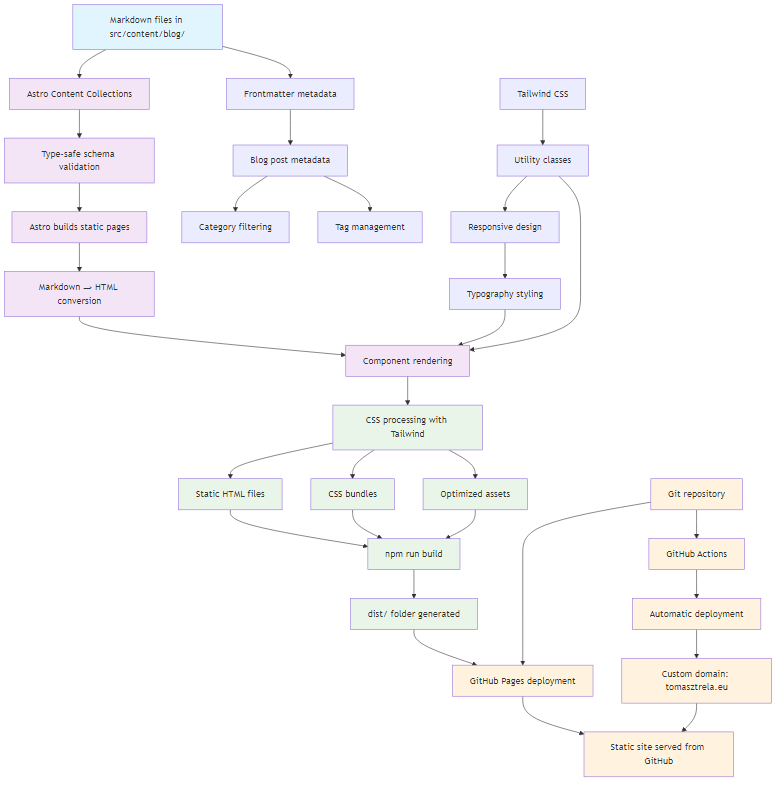 Markdown files in
src/content/blog/
Astro Content Collections
Frontmatter metadata
Tailwind CSS
Type-safe schema
validation
Blog post metadata
Utility classes
Astro builds static pages
Category filtering
Tag management
Responsive design
Markdown → HTML
conversion
Typography styling
Component rendering
CSS processing with
Tailwind
Static HTML files
CSS bundles
Optimized assets
Git repository
npm run build
GitHub Actions
dist/ folder generated
Automatic deployment
GitHub Pages deployment
Custom domain:
tomasztrela.eu
Static site served from
GitHub